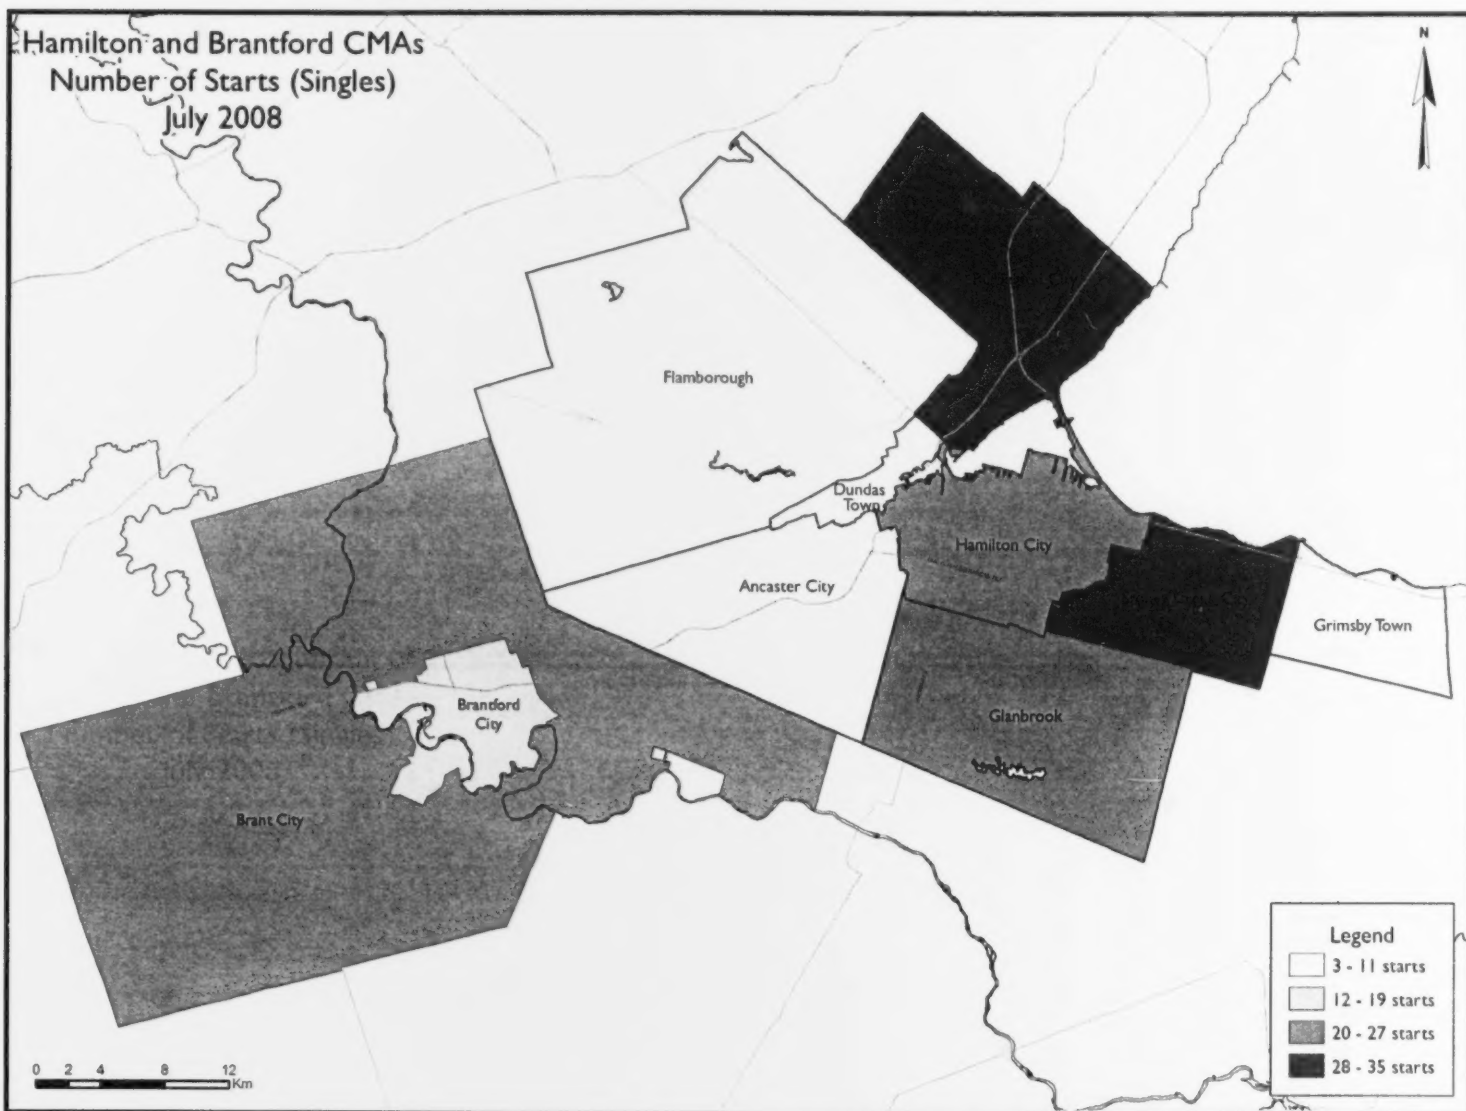 Hamilton and Brantford CMAs
Number of Starts (Singles)
July 2008
N
Flamborough
Dundas
Town
Hamilton City
Ancaster City
Grimsby Town
Brantford
City
Glanbrook
Brant City
Legend
3 - 11 starts
12 - 19 starts
20 - 27 starts
28 - 35 starts
0 2 4 8 12
Km